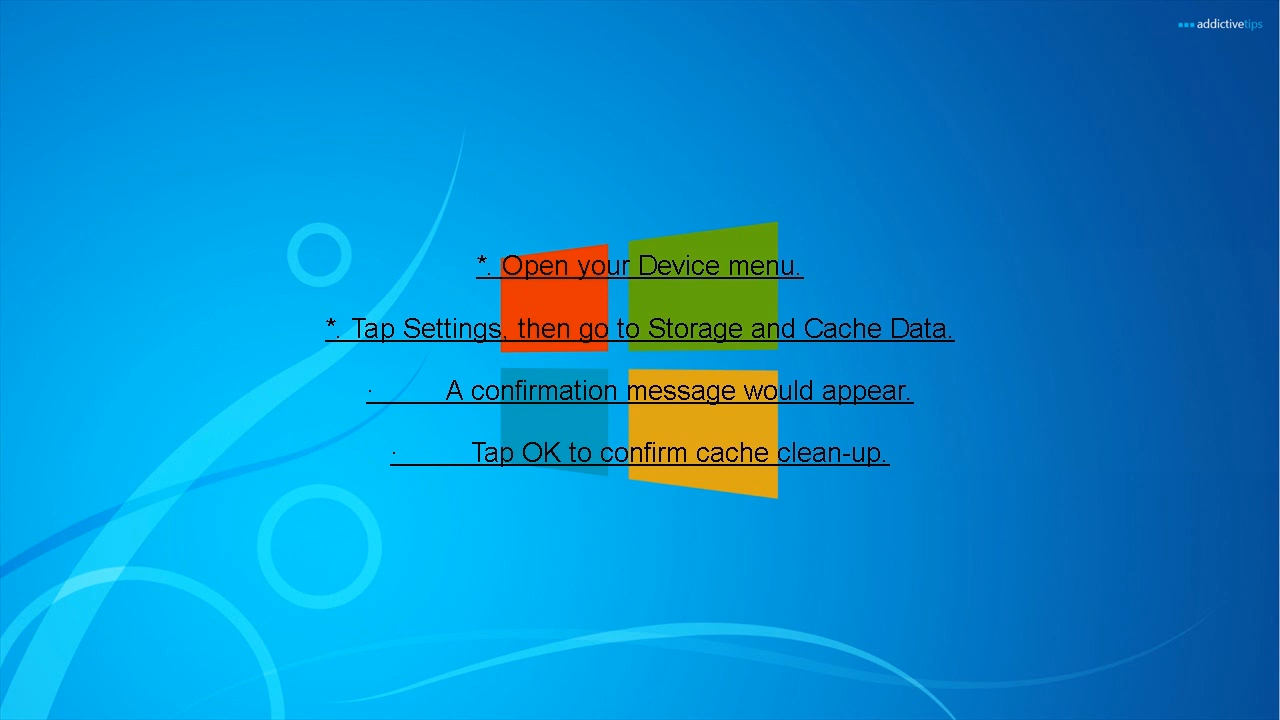 addictivetips
*. Open your Device menu.
*. Tap Settings, then go to Storage and Cache Data.
· A confirmation message would appear.
· Tap OK to confirm cache clean-up.